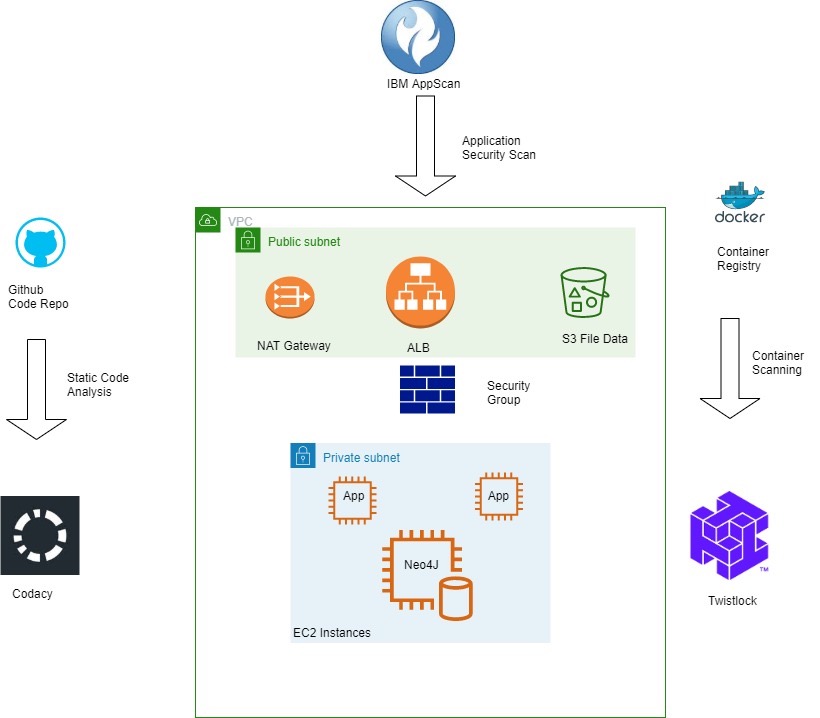 IBM AppScan
Application
Security Scan
docker
VPC
Public subnet
Container
Registry
Github
Code Repo
NAT Gateway
ALB
S3 File Data
Static Code
Analysis
Security
Group
Container
Scanning
Private subnet
App
App
Neo4J
TM
Codacy
Twistlock
EC2 Instances